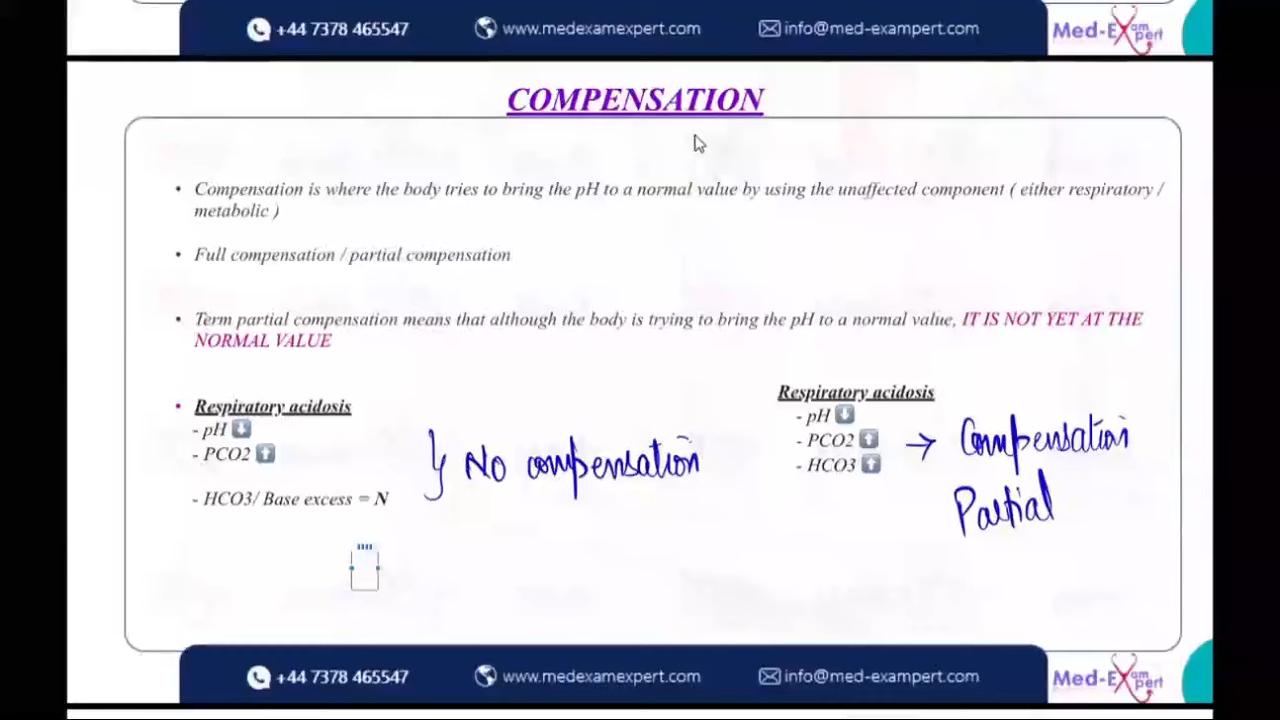 +44 7378 465547 www.medexamexpert.com info@med-exampert.com Med-Exam pert
COMPENSATION
• Compensation is where the body tries to bring the pH to a normal value by using the unaffected component ( either respiratory /
metabolic )
• Full compensation / partial compensation
• Term partial compensation means that although the body is trying to bring the pH to a normal value, IT IS NOT YET AT THE
NORMAL VALUE
• Respiratory acidosis
- pH ⬇
- PCO2 ⬆
- HCO3/ Base excess = N
} No compensation
Respiratory acidosis
- pH ⬇
- PCO2 ⬆
- HCO3 ⬆
→ Compensation
Partial
+44 7378 465547 www.medexamexpert.com info@med-exampert.com Med-Exam pert